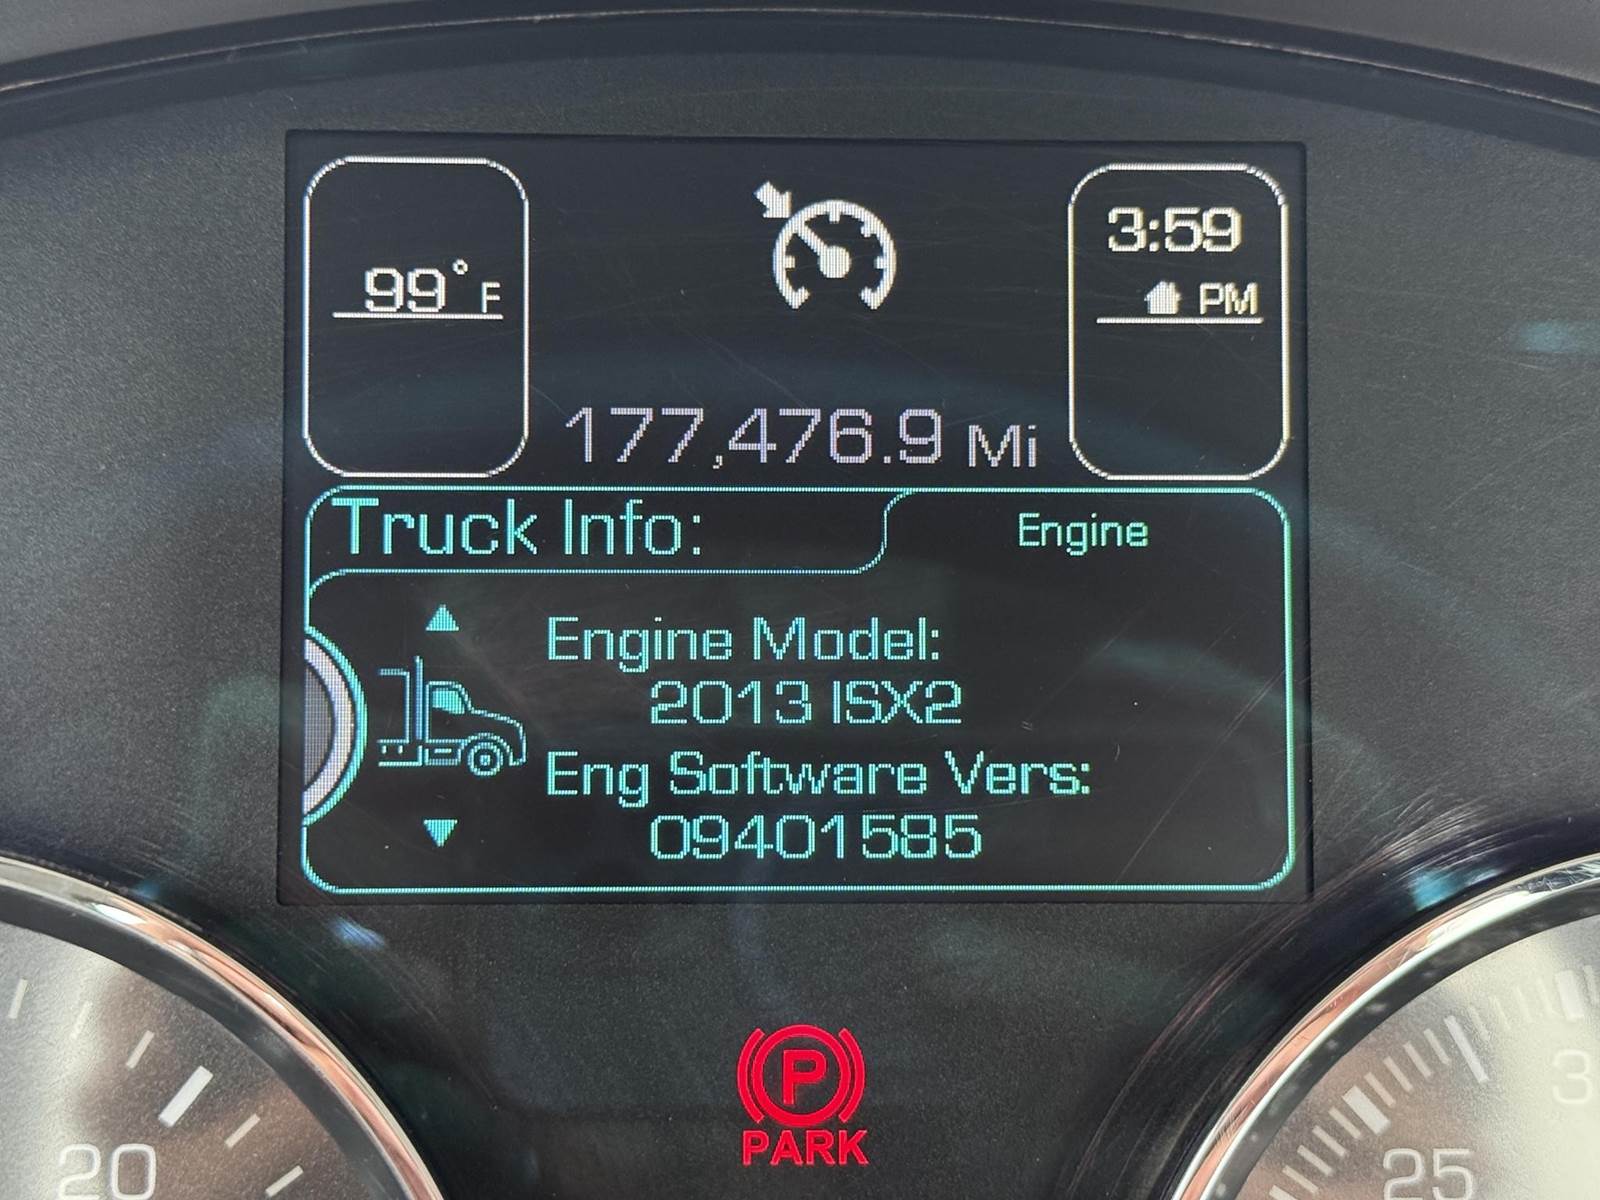 99° F
3:59
PM
177,476.9 Mi
Truck Info:
Engine
Engine Model:
2013 ISX2
Eng Software Vers:
09401585
P
PARK
20
25
3